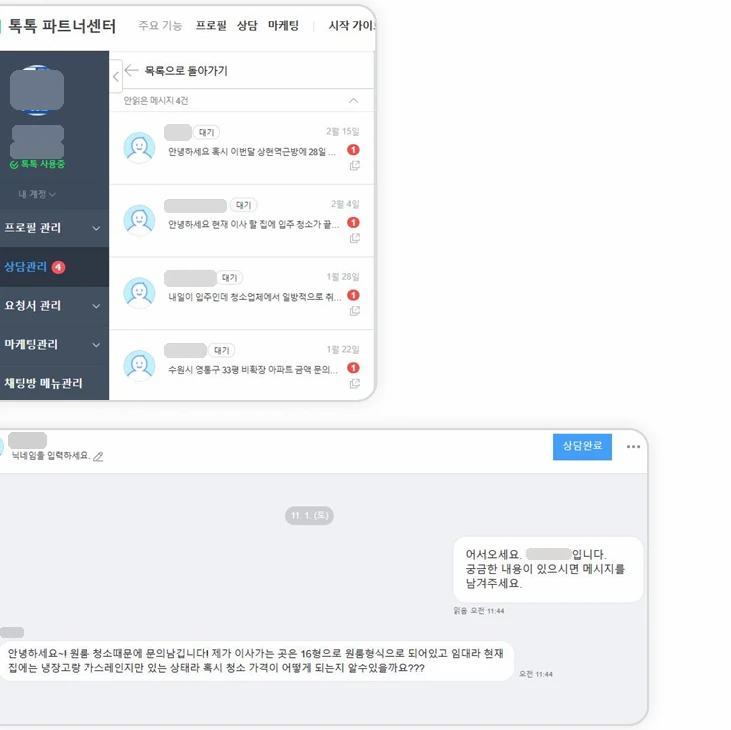 톡톡 파트너센터
주요 기능 프로필 상담 마케팅 시작 가이
목록으로 돌아가기
안읽은 메시지 4건
톡톡 사용중
내 계정
프로필 관리
상담관리 4
요청서 관리
마케팅관리
채팅방 메뉴관리
대기 2월 15일
안녕하세요 혹시 이번달 상현역근방에 28일 ... 1
대기 2월 4일
안녕하세요 현재 이사 할 집에 입주 청소가 끝... 1
대기 1월 28일
내일이 입주인데 청소업체에서 일방적으로 취... 1
대기 1월 22일
수원시 영통구 33평 비확장 아파트 금액 문의... 1
상담완료
닉네임을 입력하세요.
11. 1. (토)
어서오세요. 입니다.
궁금한 내용이 있으시면 메시지를
남겨주세요.
읽음 오전 11:44
안녕하세요~! 원룸 청소때문에 문의남깁니다! 제가 이사가는 곳은 16형으로 원룸형식으로 되어있고 임대라 현재
집에는 냉장고랑 가스레인지만 있는 상태라 혹시 청소 가격이 어떻게 되는지 알수있을까요???
오전 11:44